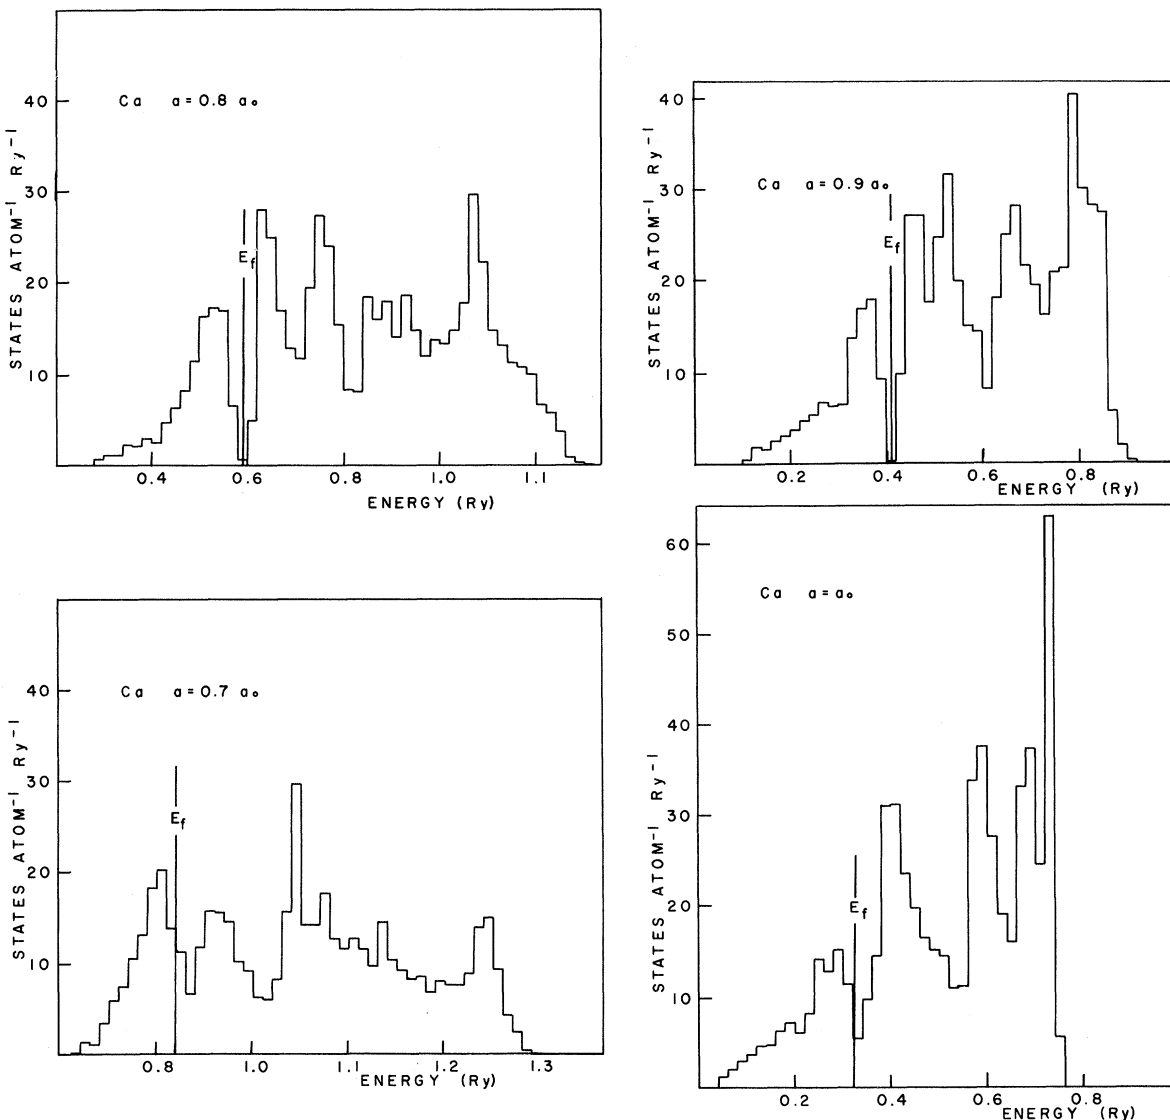 STATES ATOM⁻¹ Ry⁻¹
40
30
20
10
Ca a = 0.8 a₀
E_f
0.4 0.6 0.8 1.0 1.1
ENERGY (Ry)
STATES ATOM⁻¹ Ry⁻¹
40
30
20
10
Ca a = 0.9 a₀
E_f
0.2 0.4 0.6 0.8
ENERGY (Ry)
STATES ATOM⁻¹ Ry⁻¹
40
30
20
10
Ca a = 0.7 a₀
E_f
0.8 1.0 1.1 1.2 1.3
ENERGY (Ry)
STATES ATOM⁻¹ Ry⁻¹
60
50
40
30
20
10
Ca a = a₀
E_f
0.2 0.4 0.6 0.8
ENERGY (Ry)